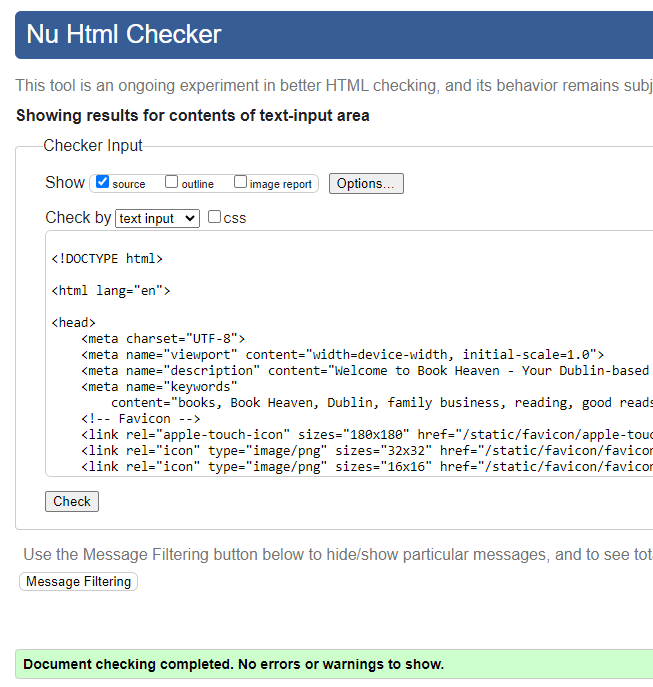 Nu Html Checker
This tool is an ongoing experiment in better HTML checking, and its behavior remains subj
Showing results for contents of text-input area
Checker Input
Show source outline image report Options...
Check by text input css
<!DOCTYPE html>
<html lang="en">
<head>
<meta charset="UTF-8">
<meta name="viewport" content="width=device-width, initial-scale=1.0">
<meta name="description" content="Welcome to Book Heaven - Your Dublin-based
<meta name="keywords"
content="books, Book Heaven, Dublin, family business, reading, good reads
<!-- Favicon -->
<link rel="apple-touch-icon" sizes="180x180" href="/static/favicon/apple-touc
<link rel="icon" type="image/png" sizes="32x32" href="/static/favicon/favicon
<link rel="icon" type="image/png" sizes="16x16" href="/static/favicon/favicon
Check
Use the Message Filtering button below to hide/show particular messages, and to see tot
Message Filtering
Document checking completed. No errors or warnings to show.